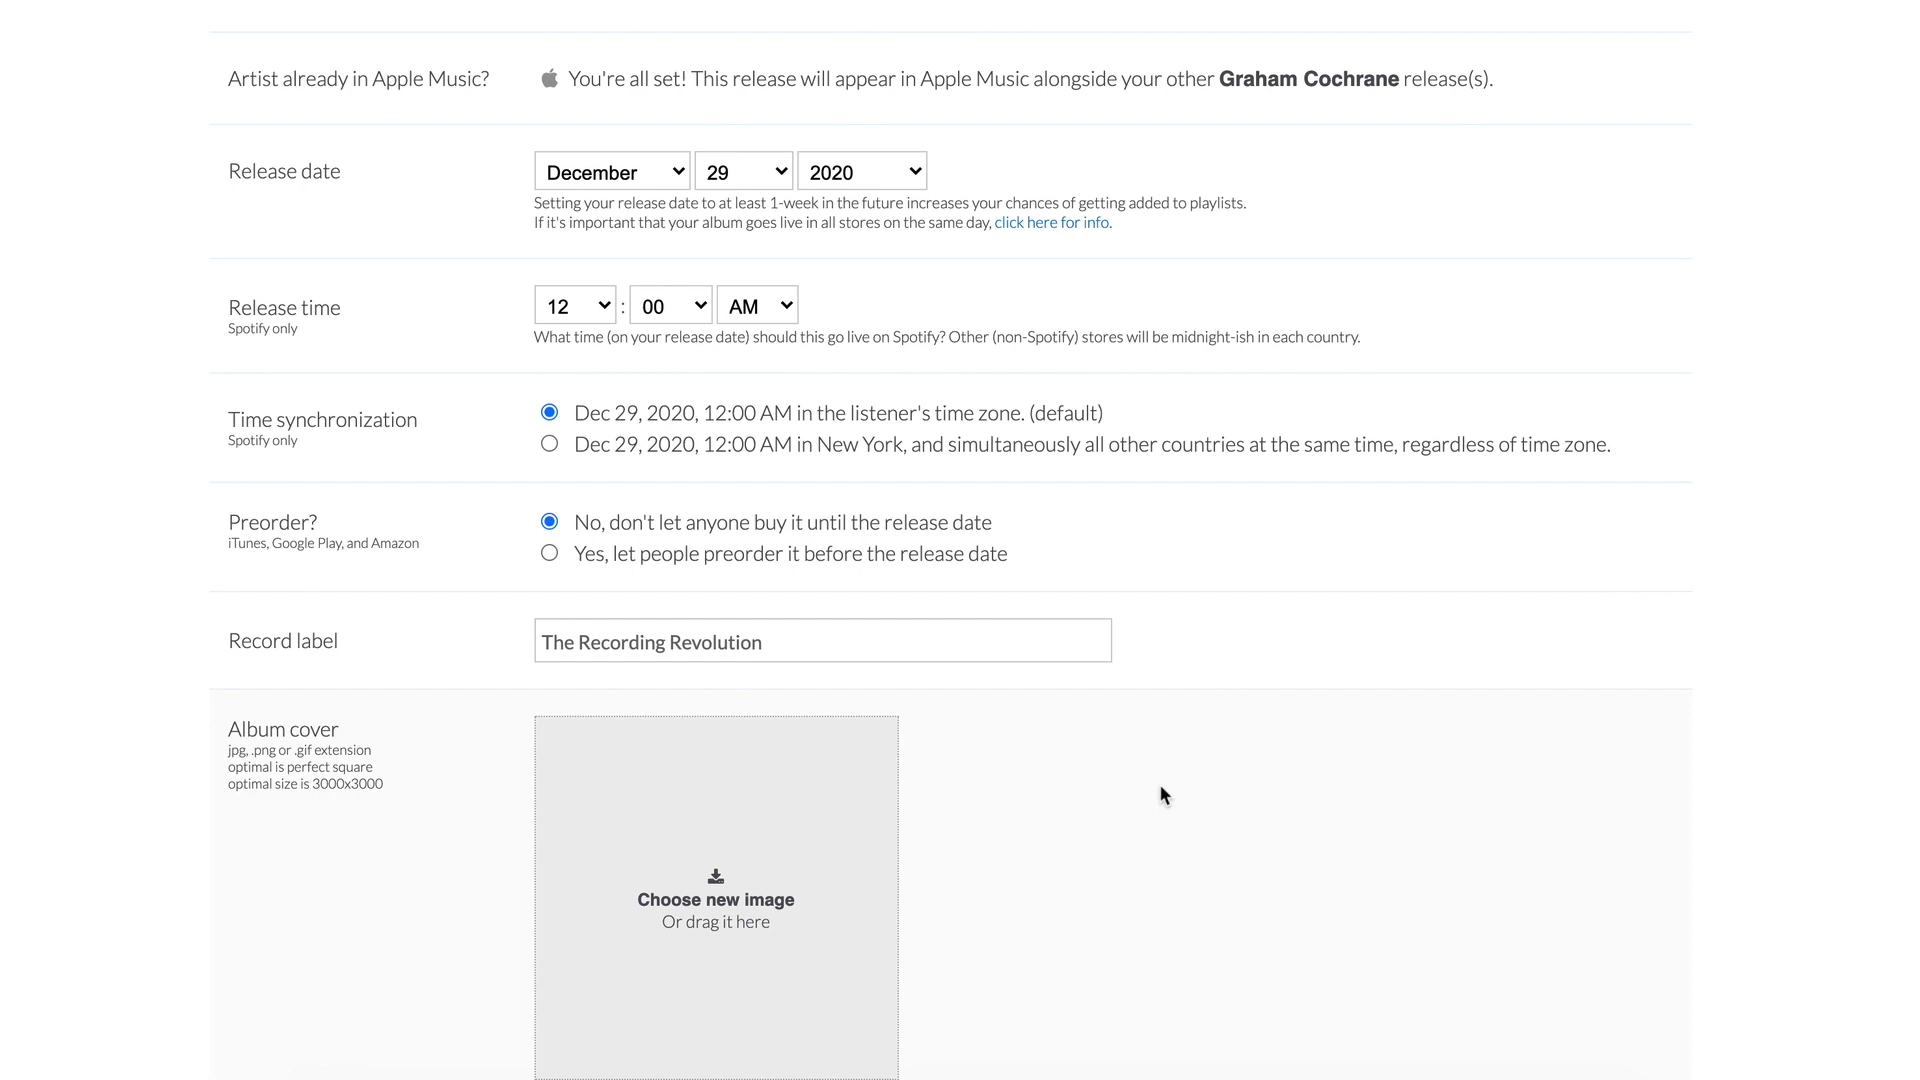 Artist already in Apple Music?
You're all set! This release will appear in Apple Music alongside your other Graham Cochrane release(s).
Release date
December 29 2020
Setting your release date to at least 1-week in the future increases your chances of getting added to playlists.
If it's important that your album goes live in all stores on the same day, click here for info.
Release time
Spotify only
12 : 00 AM
What time (on your release date) should this go live on Spotify? Other (non-Spotify) stores will be midnight-ish in each country.
Time synchronization
Spotify only
Dec 29, 2020, 12:00 AM in the listener's time zone. (default)
Dec 29, 2020, 12:00 AM in New York, and simultaneously all other countries at the same time, regardless of time zone.
Preorder?
iTunes, Google Play, and Amazon
No, don't let anyone buy it until the release date
Yes, let people preorder it before the release date
Record label
The Recording Revolution
Album cover
jpg, .png or .gif extension
optimal is perfect square
optimal size is 3000x3000
Choose new image
Or drag it here